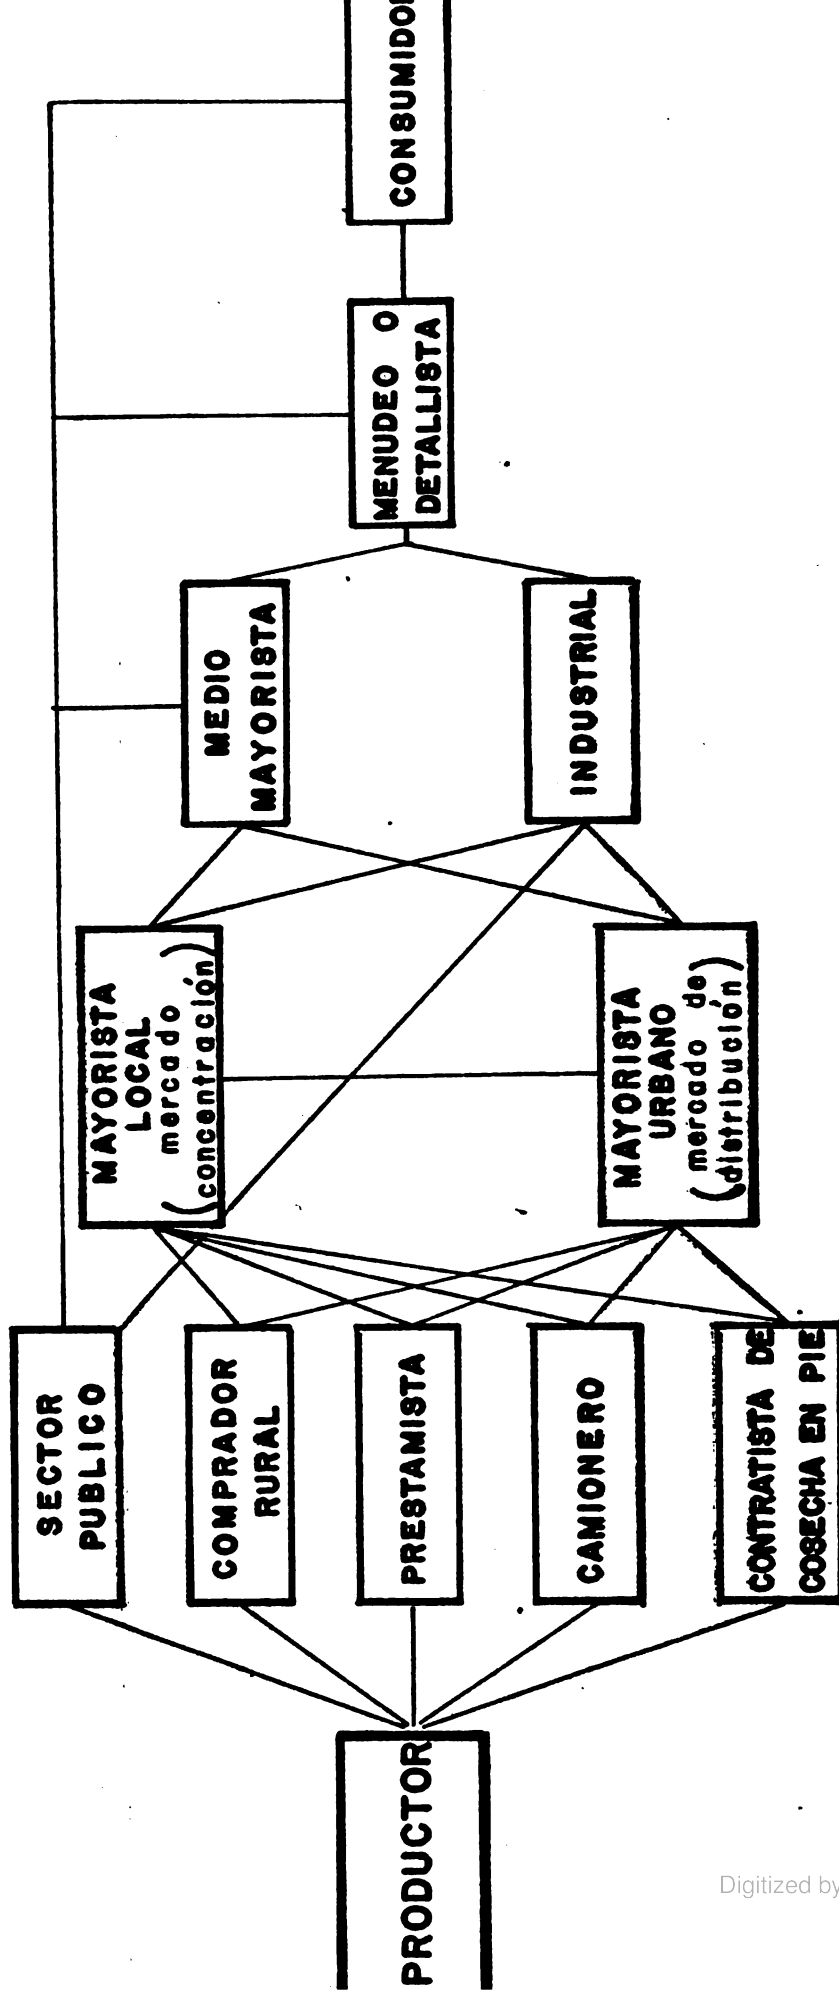 PRODUCTOR
SECTOR
PUBLICO
COMPRADOR
RURAL
PRESTAMISTA
CAMIONERO
CONTRATISTA DE
COSECHA EN PIE
MAYORISTA
LOCAL
mercado
(concentración)
MAYORISTA
URBANO
(mercado de
distribución)
MEDIO
MAYORISTA
INDUSTRIAL
MENUDEO O
DETALLISTA
CONSUMIDOR
Digitized by